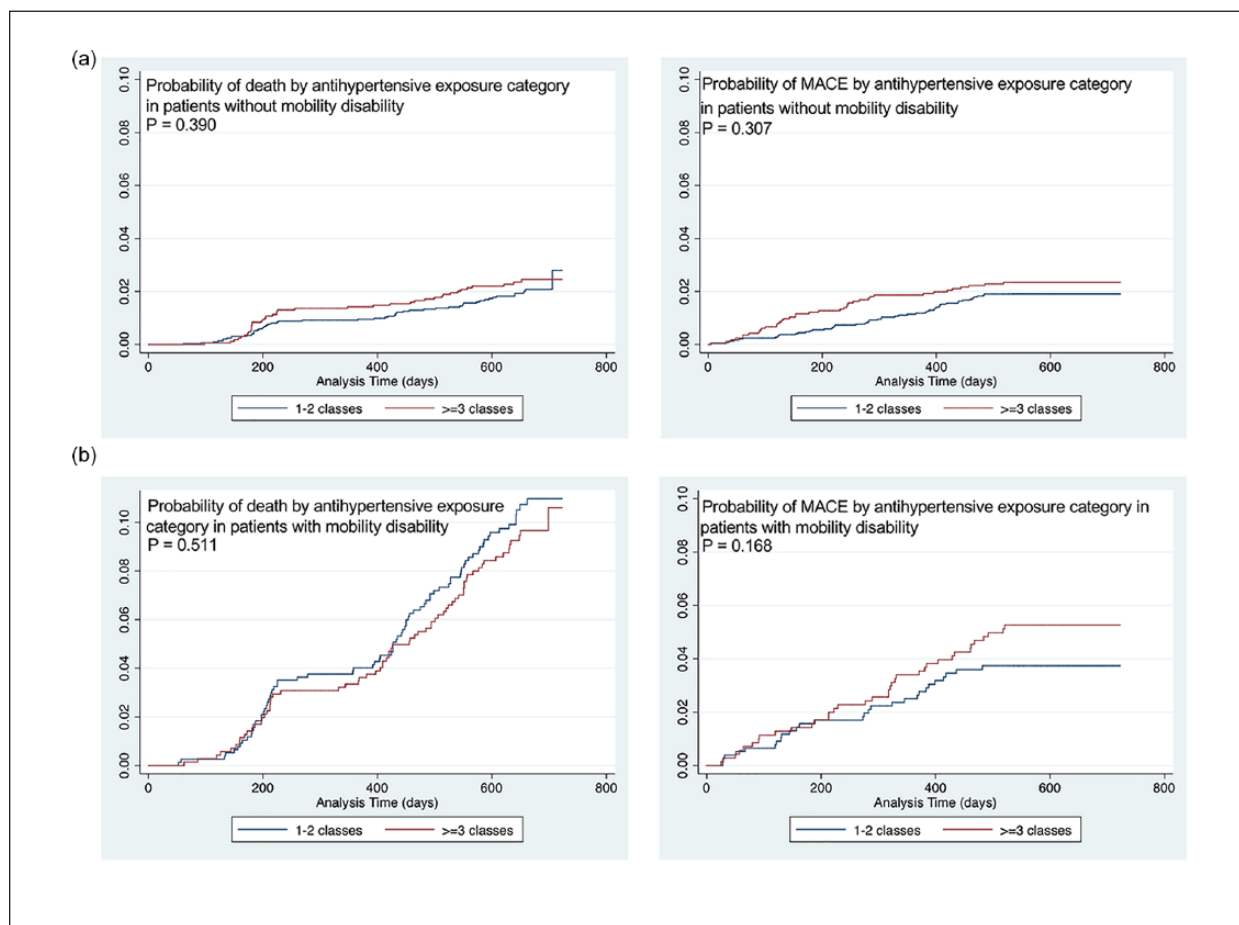 (a)
Probability of death by antihypertensive exposure category
in patients without mobility disability
P = 0.390
0.10
0.08
0.06
0.04
0.02
0.00
0 200 400 600 800
Analysis Time (days)
1-2 classes >=3 classes
Probability of MACE by antihypertensive exposure category
in patients without mobility disability
P = 0.307
0.10
0.08
0.06
0.04
0.02
0.00
0 200 400 600 800
Analysis Time (days)
1-2 classes >=3 classes
(b)
Probability of death by antihypertensive exposure
category in patients with mobility disability
P = 0.511
0.10
0.08
0.06
0.04
0.02
0.00
0 200 400 600 800
Analysis Time (days)
1-2 classes >=3 classes
Probability of MACE by antihypertensive exposure category in
patients with mobility disability
P = 0.168
0.10
0.08
0.06
0.04
0.02
0.00
0 200 400 600 800
Analysis Time (days)
1-2 classes >=3 classes